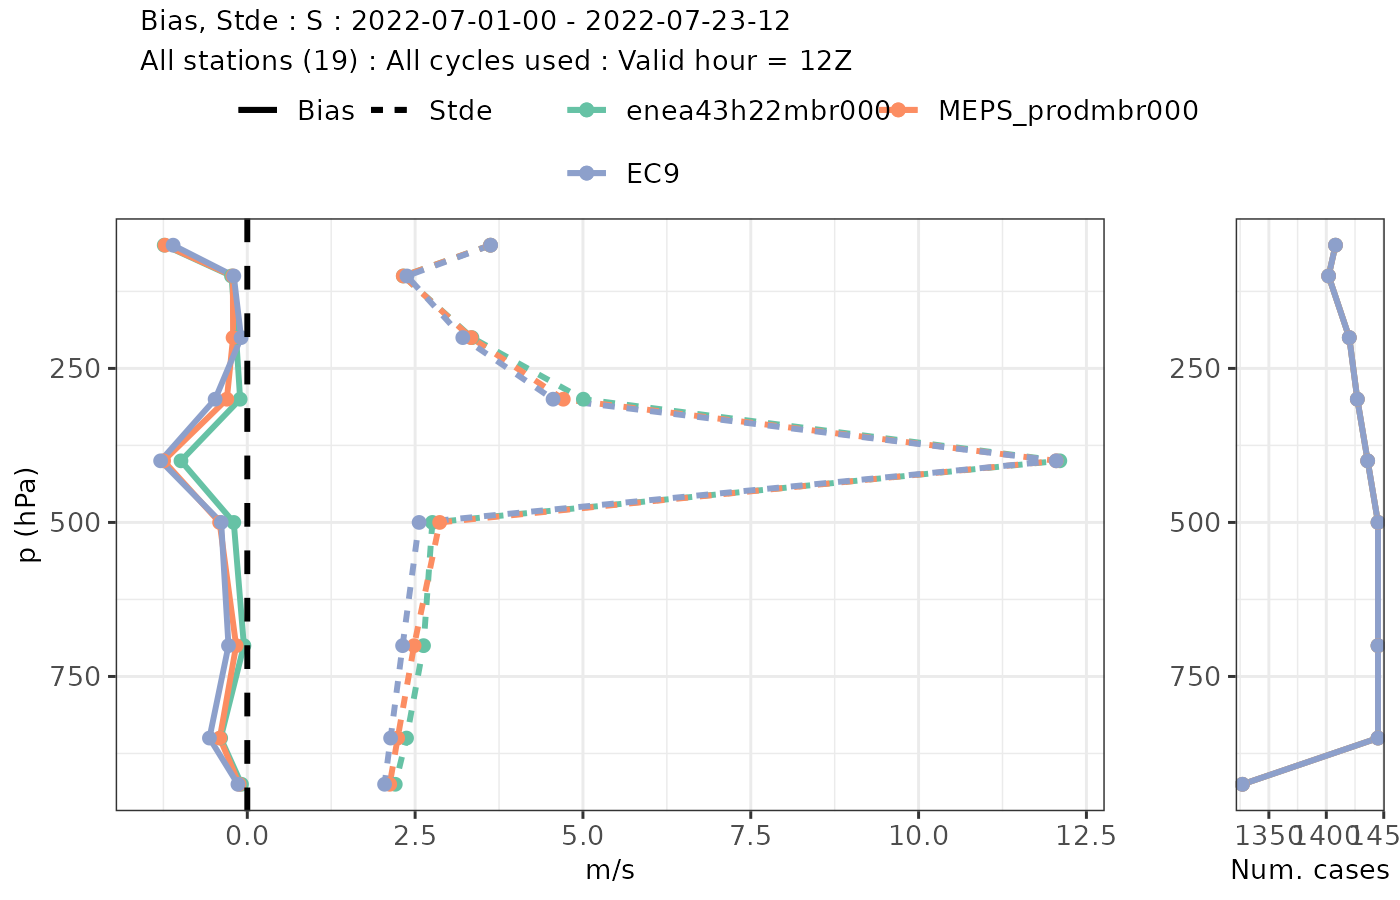 Bias, Stde : S : 2022-07-01-00 - 2022-07-23-12
All stations (19) : All cycles used : Valid hour = 12Z
Bias Stde enea43h22mbr000 MEPS_prodmbr000
EC9
250
500
750
p (hPa)
0.0 2.5 5.0 7.5 10.0 12.5
m/s
250
500
750
1350 1400 145
Num. cases